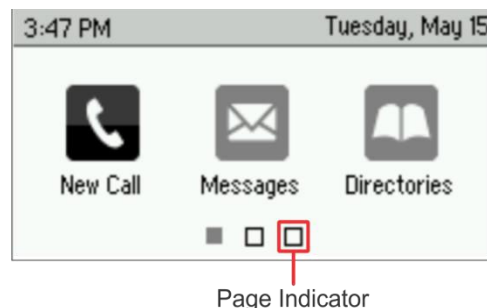 3:47 PM Tuesday, May 15
New Call Messages Directories
Page Indicator